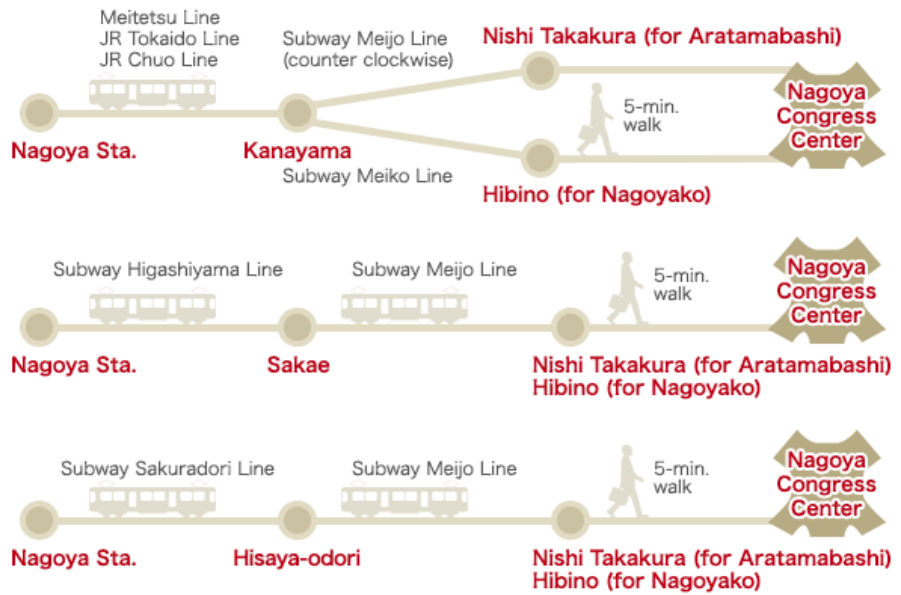 Meitetsu Line
JR Tokaido Line
JR Chuo Line
Subway Meijo Line
(counter clockwise)
Nishi Takakura (for Aratamabashi)
5-min.
walk
Nagoya
Congress
Center
Nagoya Sta.
Kanayama
Subway Meiko Line
Hibino (for Nagoyako)
Subway Higashiyama Line
Subway Meijo Line
5-min.
walk
Nagoya
Congress
Center
Nagoya Sta.
Sakae
Nishi Takakura (for Aratamabashi)
Hibino (for Nagoyako)
Subway Sakuradori Line
Subway Meijo Line
5-min.
walk
Nagoya
Congress
Center
Nagoya Sta.
Hisaya-odori
Nishi Takakura (for Aratamabashi)
Hibino (for Nagoyako)